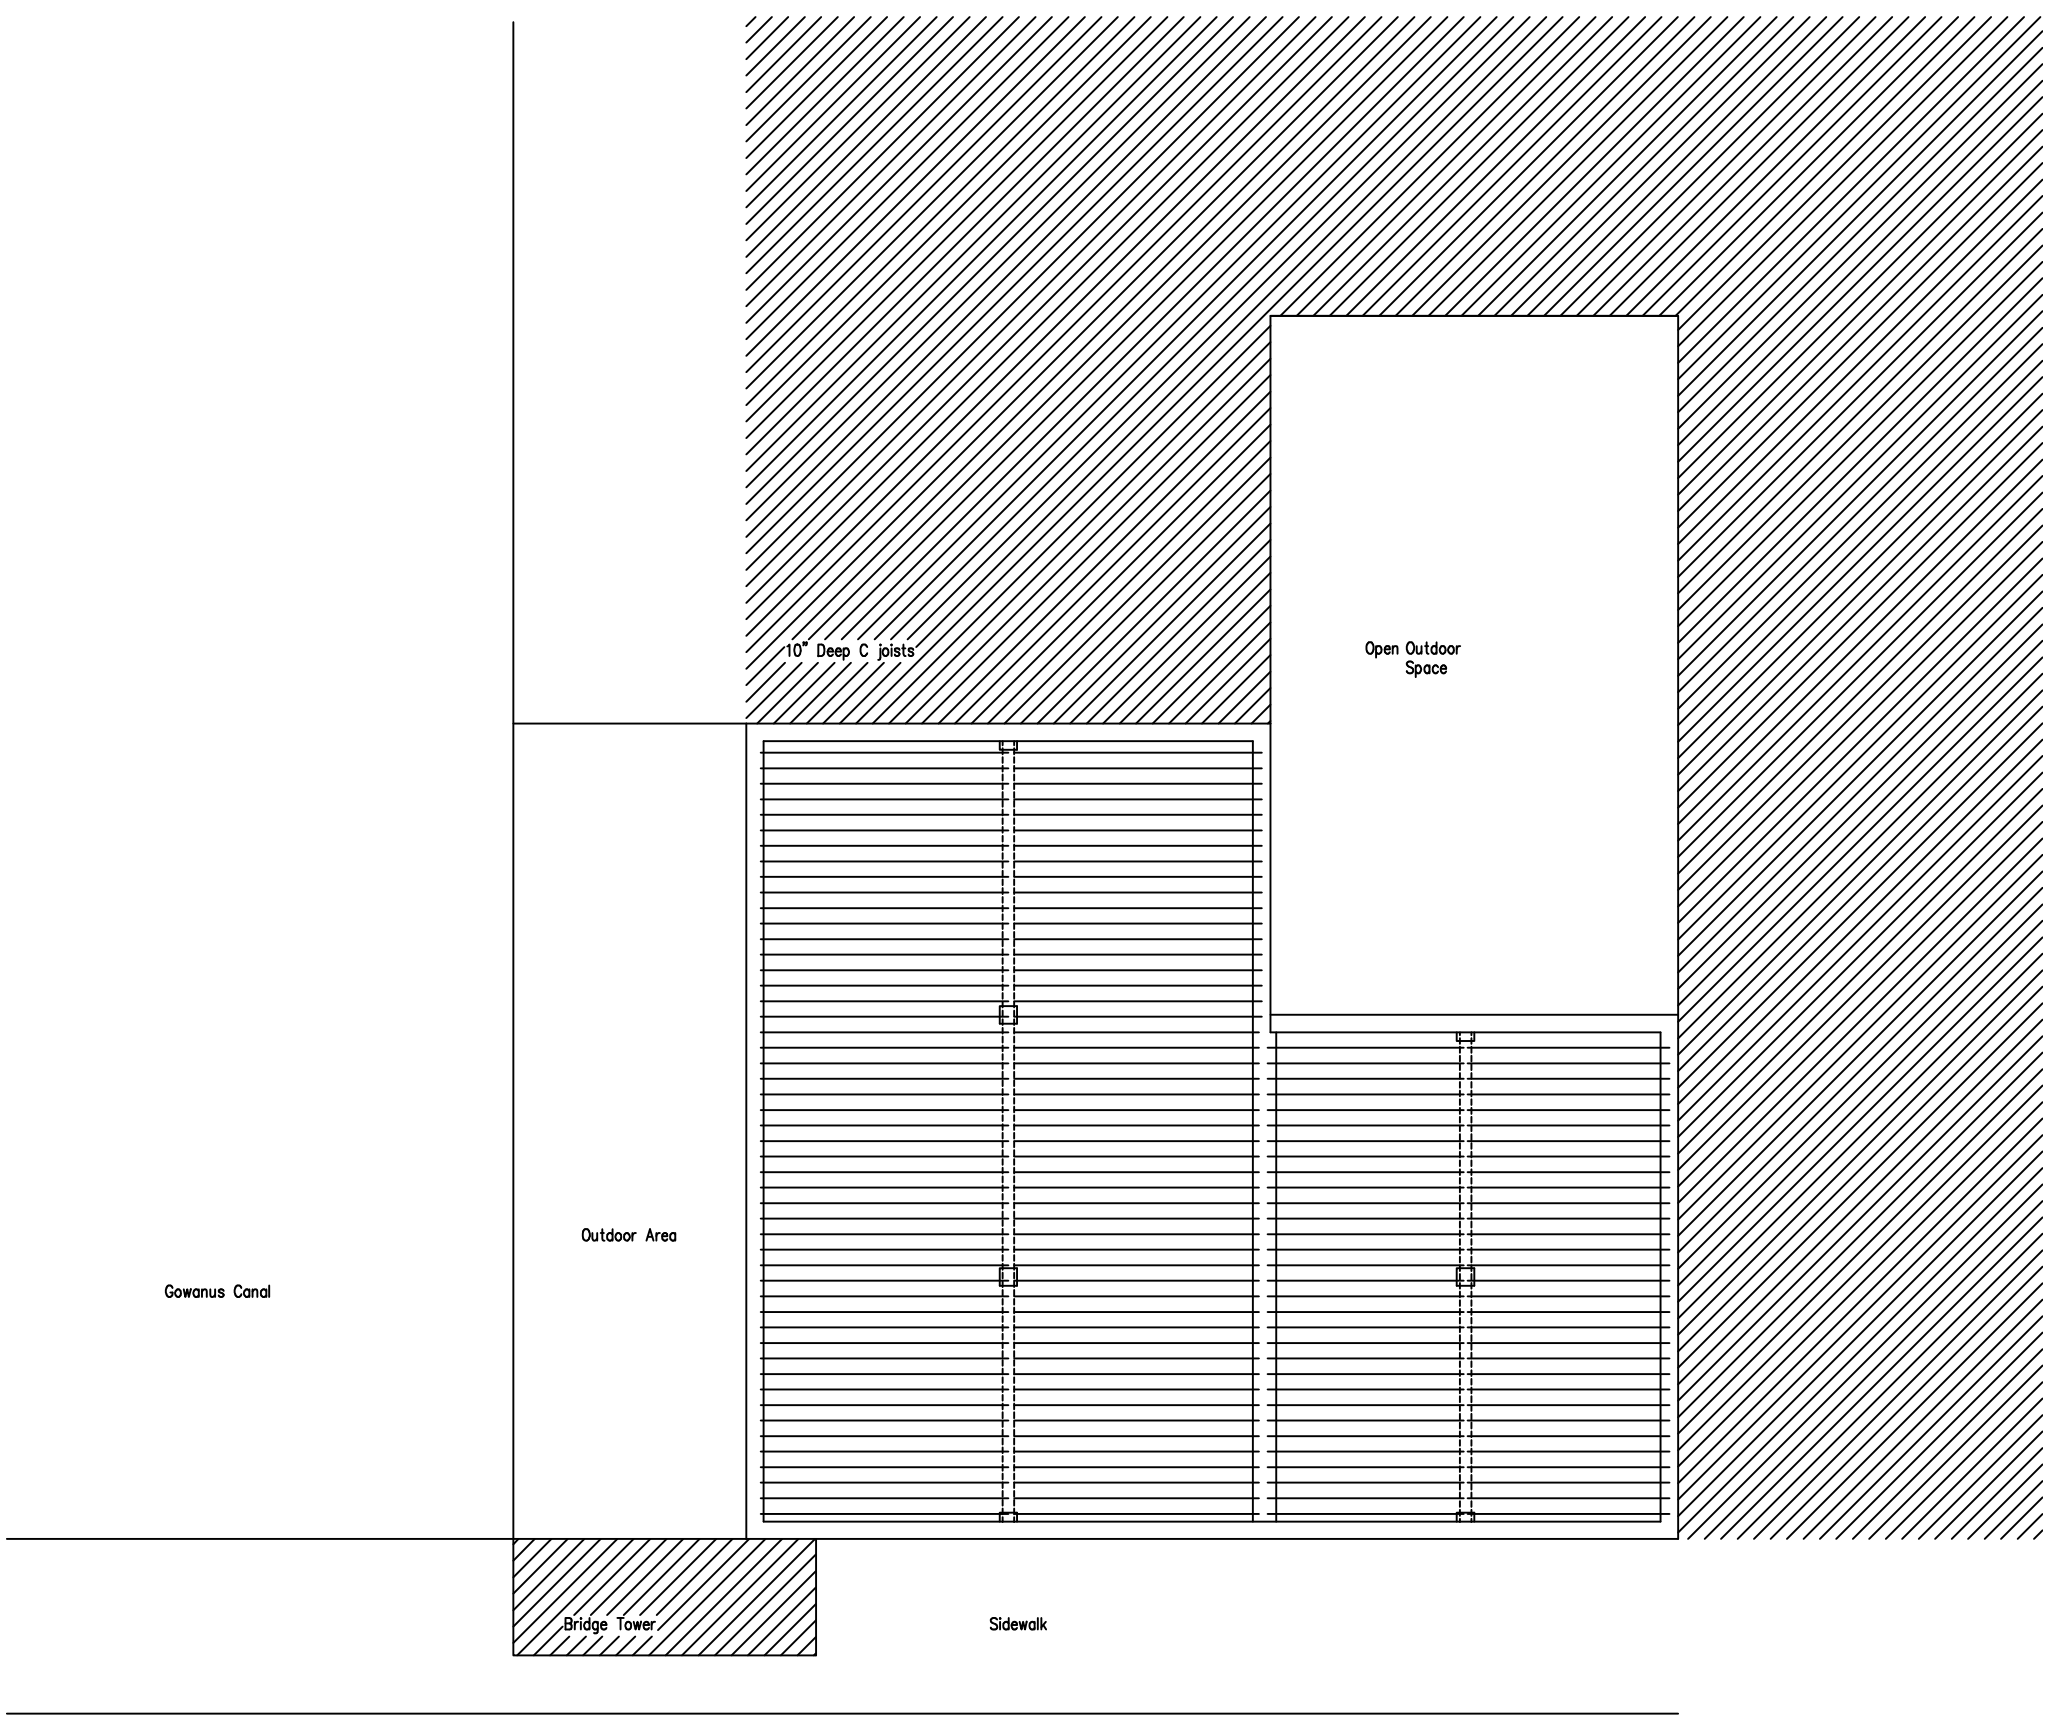 10" Deep C joists
Open Outdoor
Space
Outdoor Area
Gowanus Canal
Bridge Tower
Sidewalk